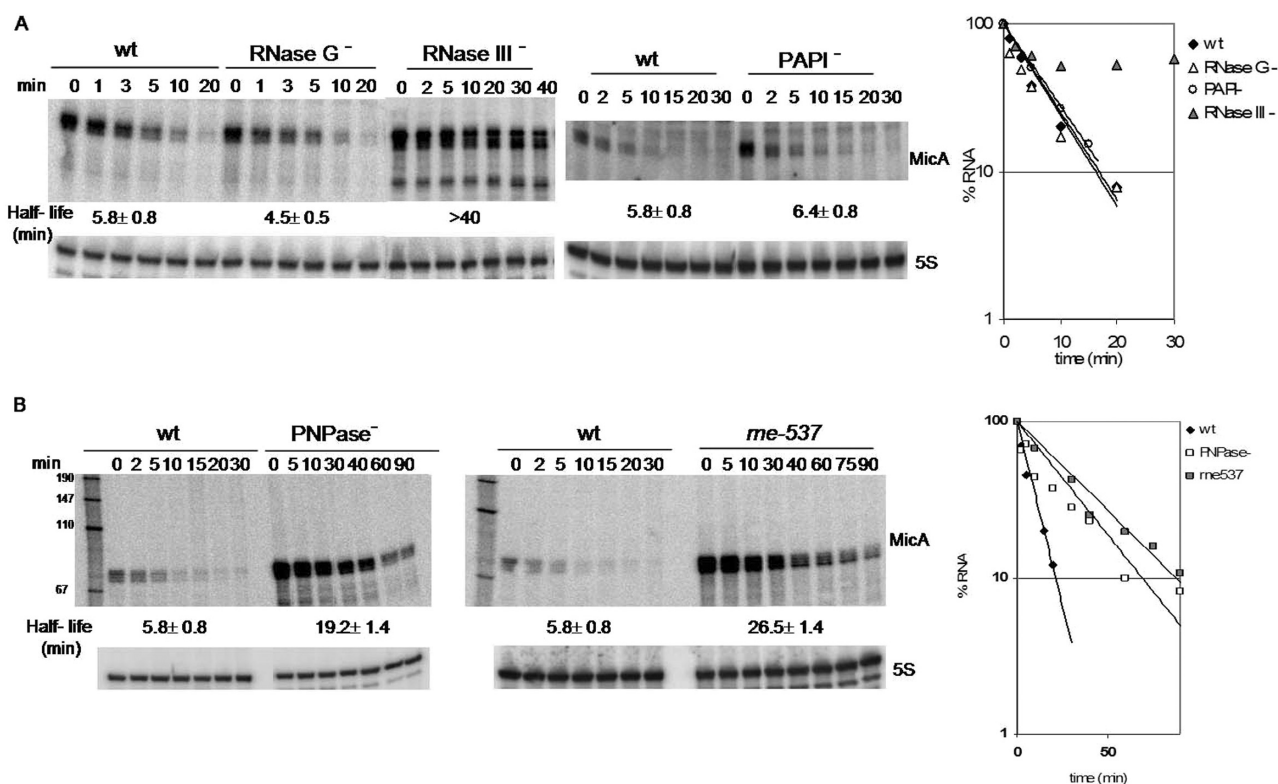 A
wt RNase G - RNase III - wt PAPI -
min 0 1 3 5 10 20 0 1 3 5 10 20 0 2 5 10 20 30 40 0 2 5 10 15 20 30 0 2 5 10 15 20 30
MicA
Half- life (min) 5.8± 0.8 4.5± 0.5 >40 5.8± 0.8 6.4± 0.8
5S
100
10
1
% RNA
0 10 20 30
time (min)
wt
RNase G -
PAPI-
RNase III -
B
wt PNPase- wt rne-537
min 0 2 5 10 15 20 30 0 5 10 30 40 60 90 0 2 5 10 15 20 30 0 5 10 30 40 60 75 90
190
147
110
67
MicA
Half- life (min) 5.8± 0.8 19.2± 1.4 5.8± 0.8 26.5± 1.4
5S
100
10
1
% RNA
0 50
time (min)
wt
PNPase-
rne537